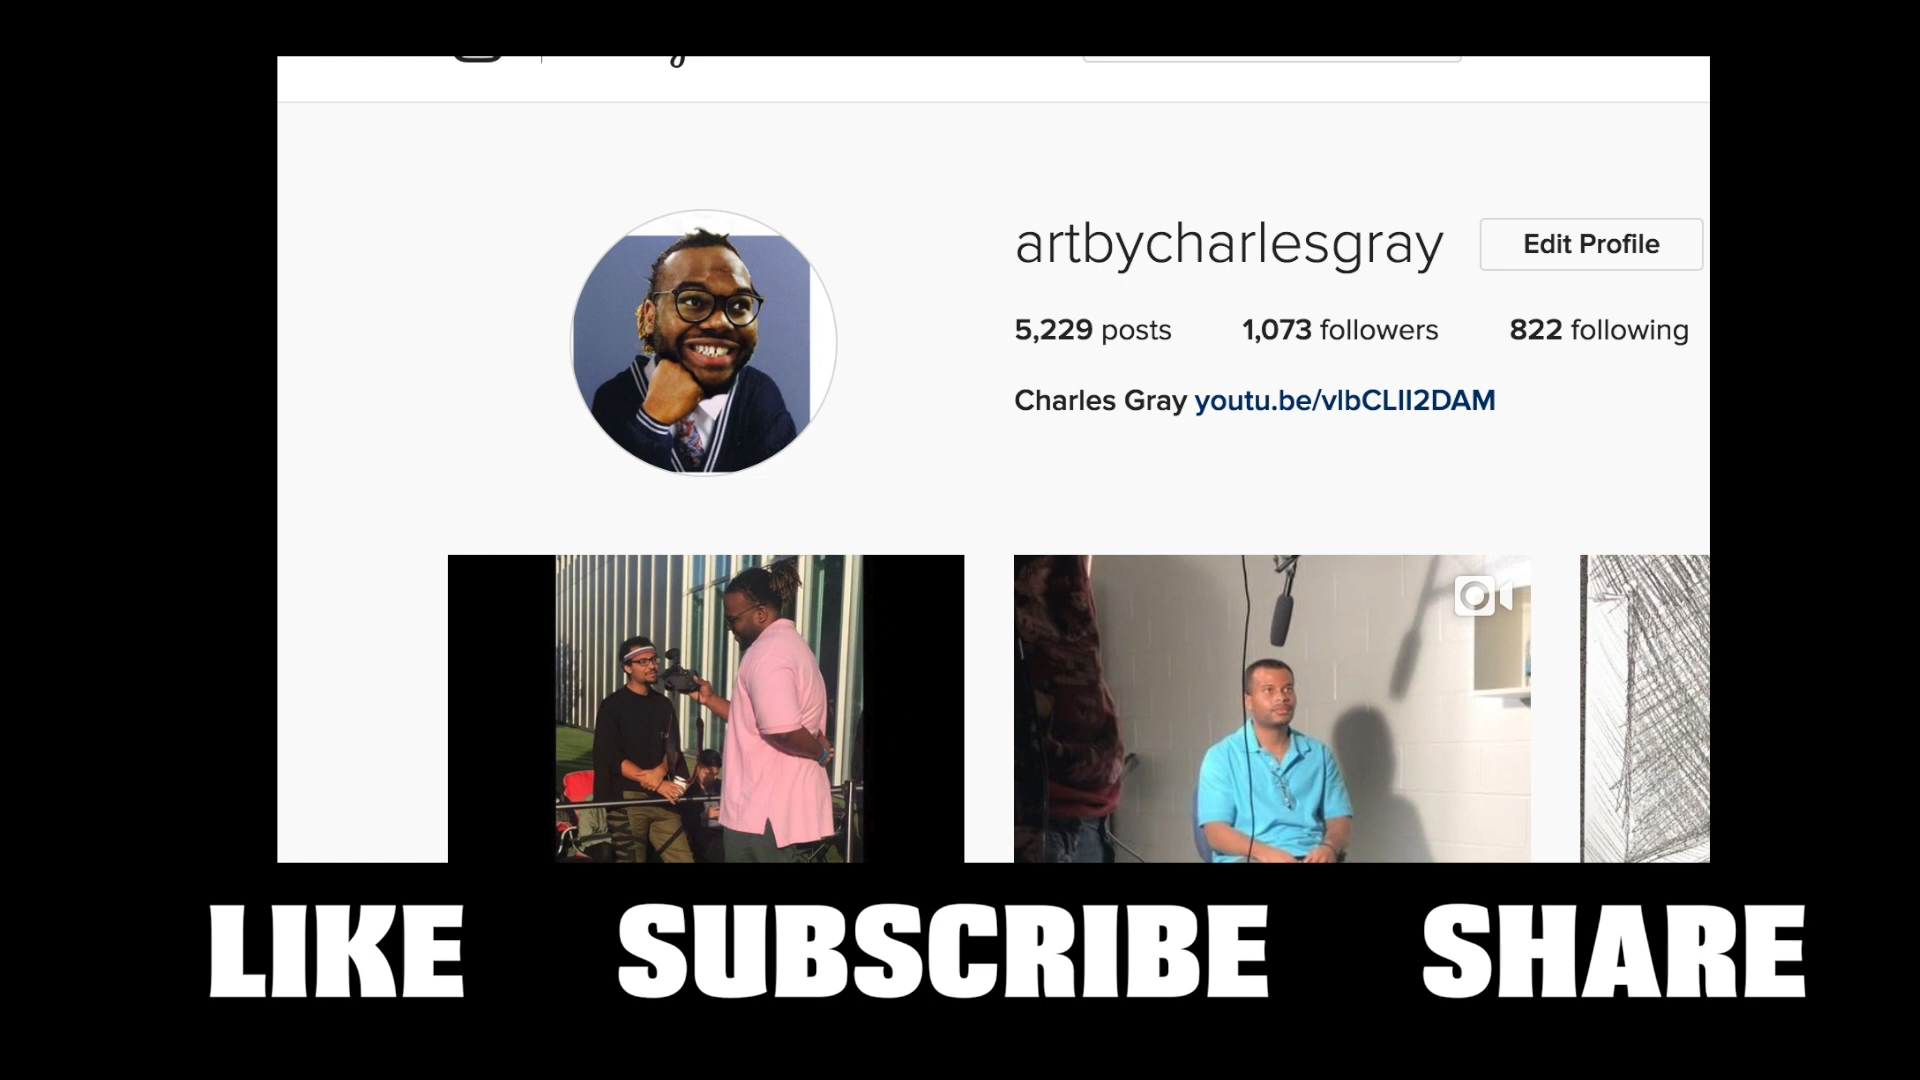 artbycharlesgray Edit Profile
5,229 posts 1,073 followers 822 following
Charles Gray youtu.be/vlbCLII2DAM
LIKE SUBSCRIBE SHARE